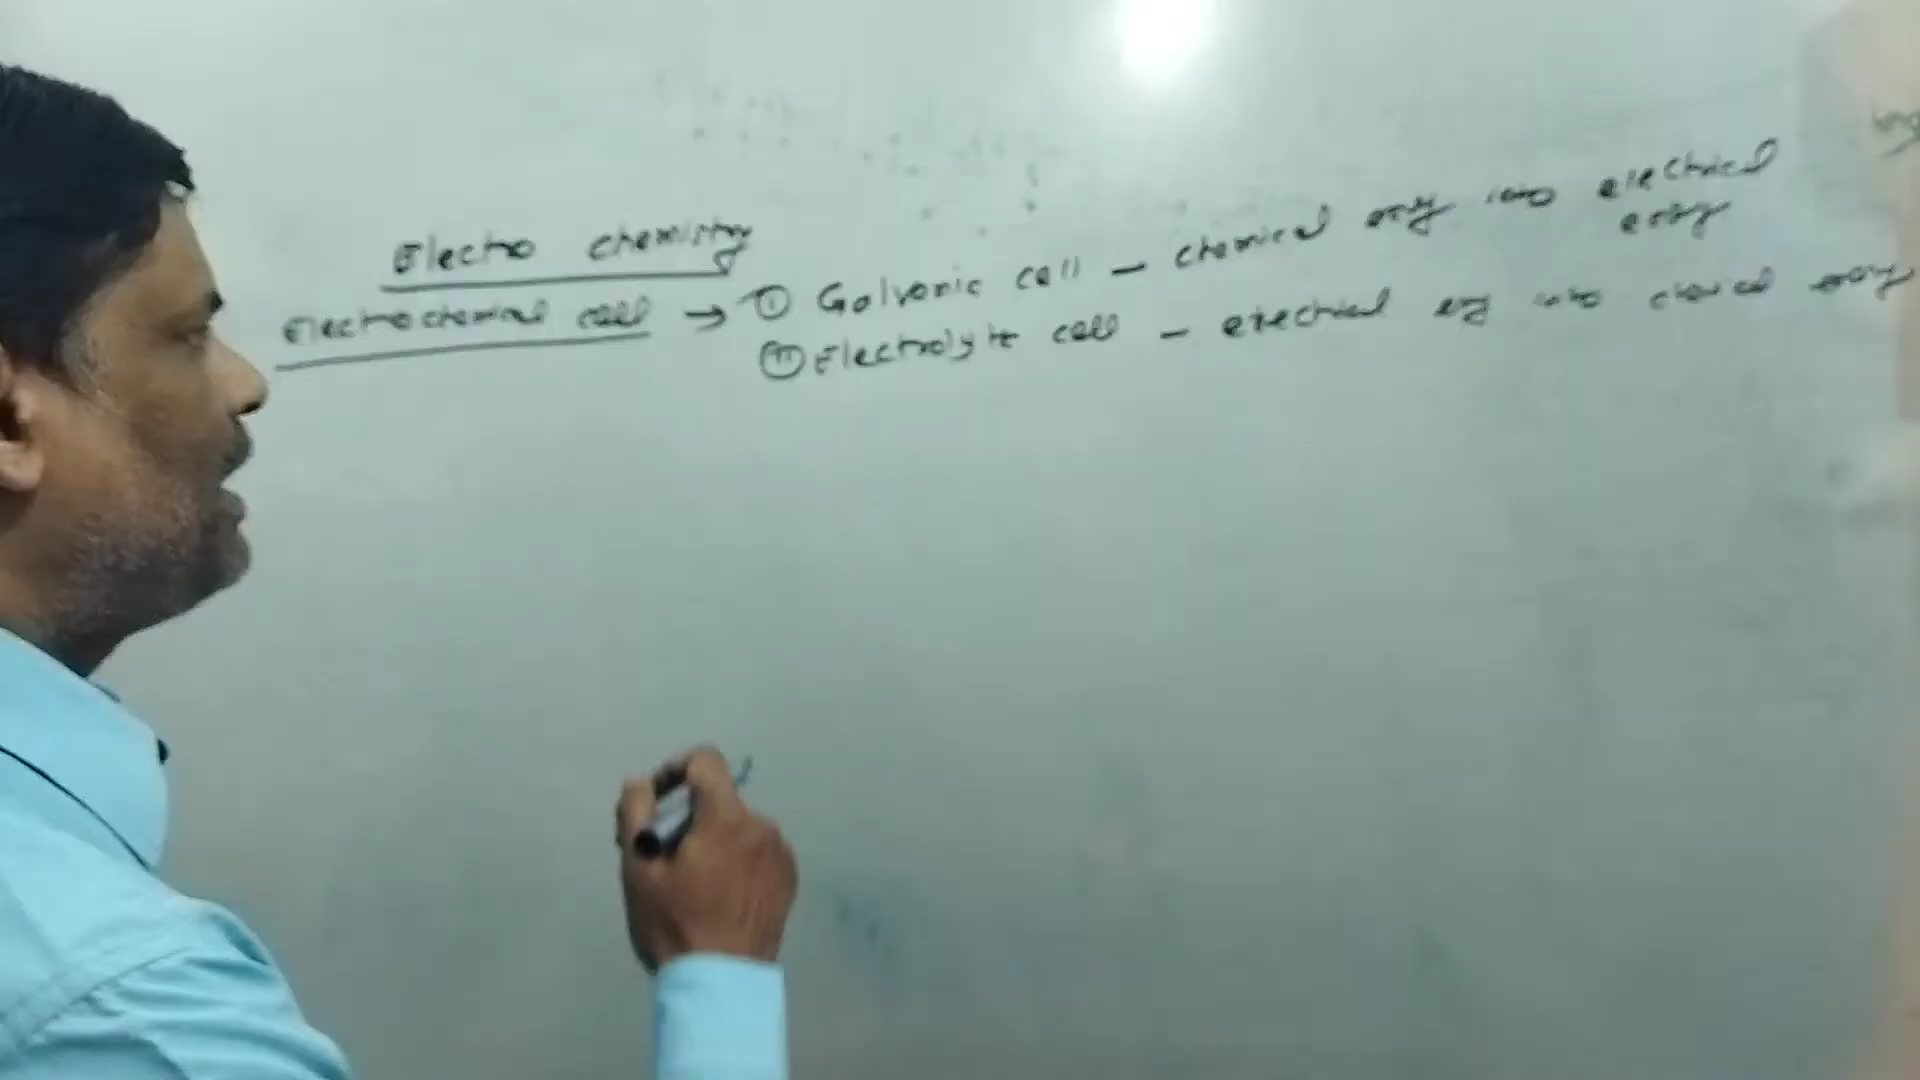 Electro chemistry
Electrochemical cell → ① Galvanic cell – chemical engy into electrical engy
② Electrolyte cell – electrical eng into chemical engy